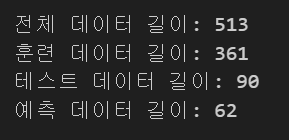 전체 데이터 길이: 513
훈련 데이터 길이: 361
테스트 데이터 길이: 90
예측 데이터 길이: 62